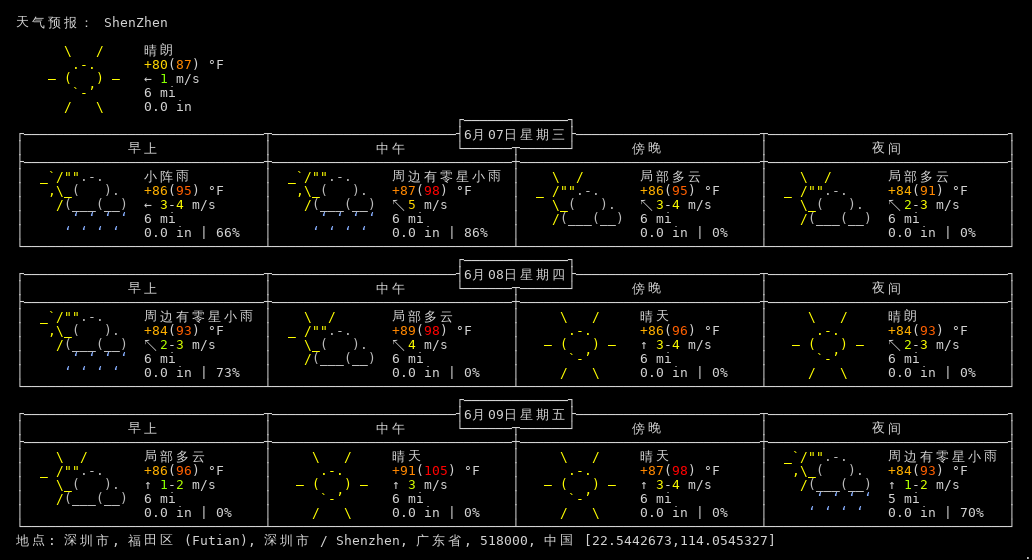 天气预报： ShenZhen
晴朗
+80(87) °F
← 1 m/s
6 mi
0.0 in
6月07日星期三
早上 中午 傍晚 夜间
小阵雨 周边有零星小雨 局部多云 局部多云
+86(95) °F +87(98) °F +86(95) °F +84(91) °F
← 3-4 m/s ↖ 5 m/s ↖ 3-4 m/s ↖ 2-3 m/s
6 mi 6 mi 6 mi 6 mi
0.0 in | 66% 0.0 in | 86% 0.0 in | 0% 0.0 in | 0%
6月08日星期四
早上 中午 傍晚 夜间
周边有零星小雨 局部多云 晴天 晴朗
+84(93) °F +89(98) °F +86(96) °F +84(93) °F
↖ 2-3 m/s ↖ 4 m/s ↑ 3-4 m/s ↖ 2-3 m/s
6 mi 6 mi 6 mi 6 mi
0.0 in | 73% 0.0 in | 0% 0.0 in | 0% 0.0 in | 0%
6月09日星期五
早上 中午 傍晚 夜间
局部多云 晴天 晴天 周边有零星小雨
+86(96) °F +91(105) °F +87(98) °F +84(93) °F
↑ 1-2 m/s ↑ 3 m/s ↑ 3-4 m/s ↑ 1-2 m/s
6 mi 6 mi 6 mi 5 mi
0.0 in | 0% 0.0 in | 0% 0.0 in | 0% 0.0 in | 70%
地点: 深圳市, 福田区 (Futian), 深圳市 / Shenzhen, 广东省, 518000, 中国 [22.5442673,114.0545327]